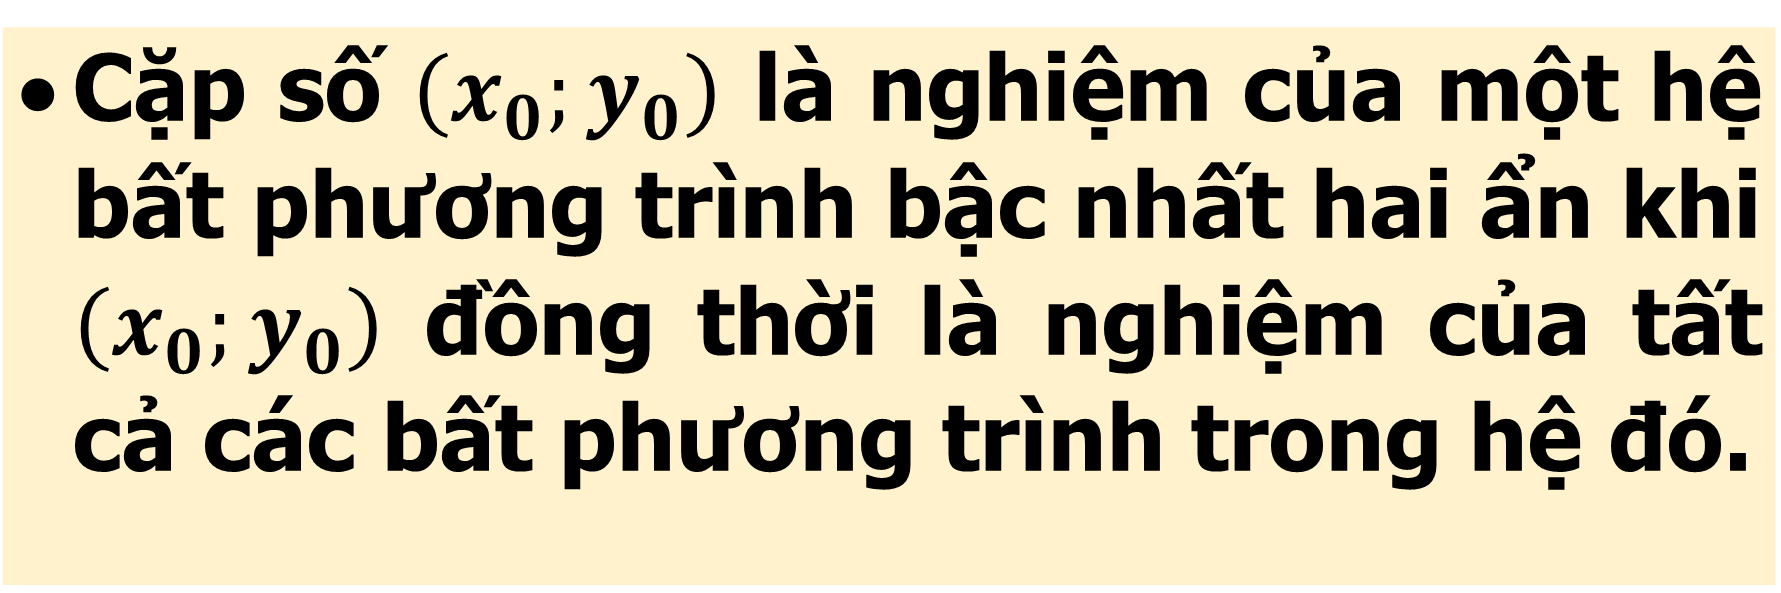 • Cặp số (x₀; y₀) là nghiệm của một hệ
bất phương trình bậc nhất hai ẩn khi
(x₀; y₀) đồng thời là nghiệm của tất
cả các bất phương trình trong hệ đó.